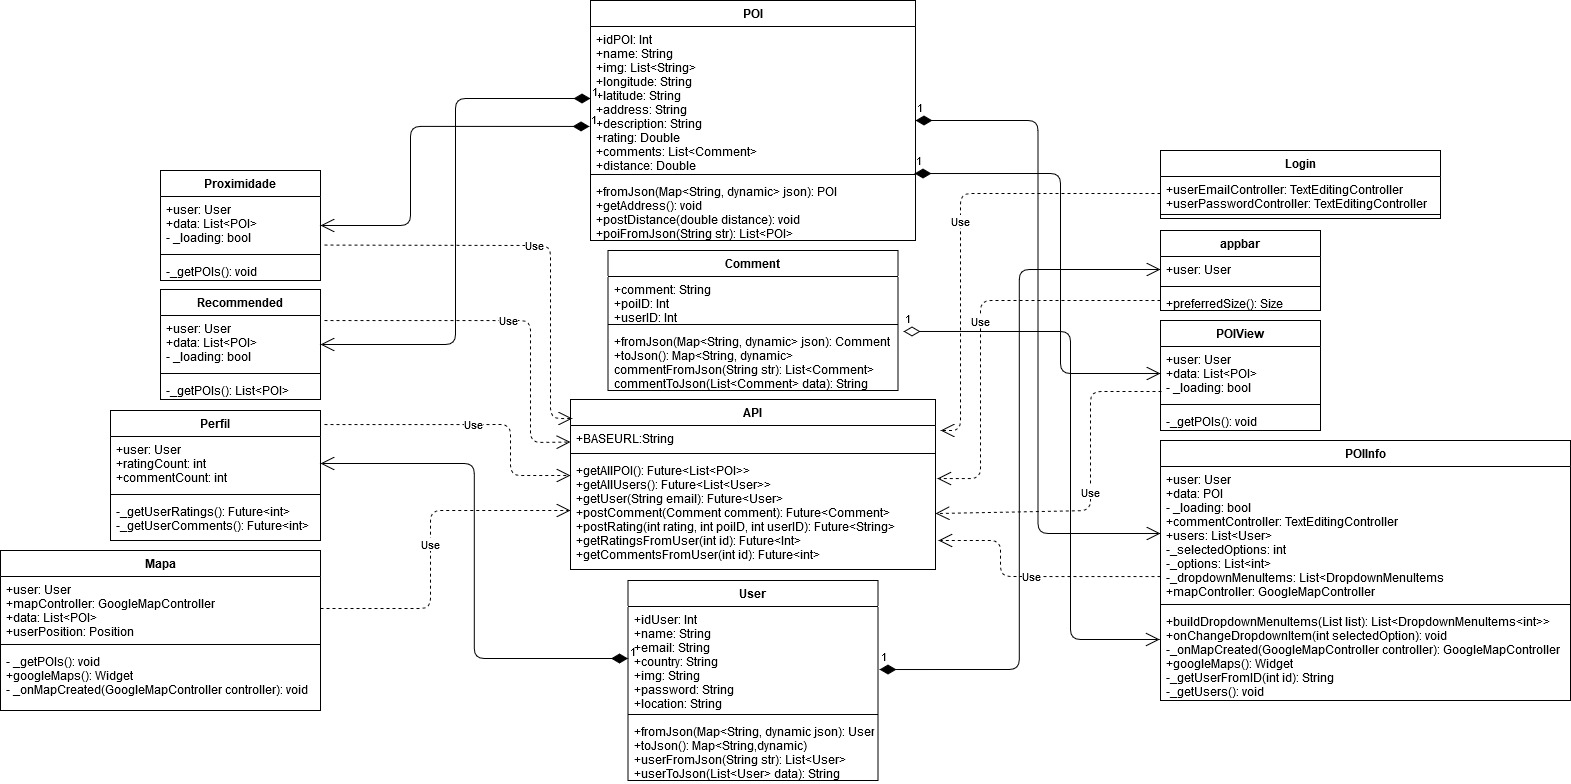 POI
+idPOI: Int
+name: String
+img: List<String>
+longitude: String
+latitude: String
+address: String
+description: String
+rating: Double
+comments: List<Comment>
+distance: Double
+fromJson(Map<String, dynamic> json): POI
+getAddress(): void
+postDistance(double distance): void
+poiFromJson(String str): List<POI>
1
1
1
1
Proximidade
+user: User
+data: List<POI>
- _loading: bool
-_getPOIs(): void
Use
Recommended
+user: User
+data: List<POI>
- _loading: bool
-_getPOIs(): List<POI>
Use
Perfil
+user: User
+ratingCount: int
+commentCount: int
-_getUserRatings(): Future<int>
-_getUserComments(): Future<int>
Use
Mapa
+user: User
+mapController: GoogleMapController
+data: List<POI>
+userPosition: Position
- _getPOIs(): void
+googleMaps(): Widget
- _onMapCreated(GoogleMapController controller): void
Use
Comment
+comment: String
+poiID: Int
+userID: Int
+fromJson(Map<String, dynamic> json): Comment
+toJson(): Map<String, dynamic>
commentFromJson(String str): List<Comment>
commentToJson(List<Comment> data): String
1
API
+BASEURL:String
+getAllPOI(): Future<List<POI>>
+getAllUsers(): Future<List<User>>
+getUser(String email): Future<User>
+postComment(Comment comment): Future<Comment>
+postRating(int rating, int poiID, int userID): Future<String>
+getRatingsFromUser(int id): Future<Int>
+getCommentsFromUser(int id): Future<int>
User
+idUser: Int
+name: String
+email: String
+country: String
+img: String
+password: String
+location: String
+fromJson(Map<String, dynamic json): User
+toJson(): Map<String,dynamic)
+userFromJson(String str): List<User>
+userToJson(List<User> data): String
1
1
Login
+userEmailController: TextEditingController
+userPasswordController: TextEditingController
Use
appbar
+user: User
+preferredSize(): Size
Use
POIView
+user: User
+data: List<POI>
- _loading: bool
-_getPOIs(): void
Use
POIInfo
+user: User
+data: POI
- _loading: bool
+commentController: TextEditingController
+users: List<User>
-_selectedOptions: int
-_options: List<int>
-_dropdownMenuItems: List<DropdownMenuItems
+mapController: GoogleMapController
+buildDropdownMenuItems(List list): List<DropdownMenuItems<int>>
+onChangeDropdownItem(int selectedOption): void
-_onMapCreated(GoogleMapController controller): GoogleMapController
+googleMaps(): Widget
-_getUserFromID(int id): String
-_getUsers(): void
Use